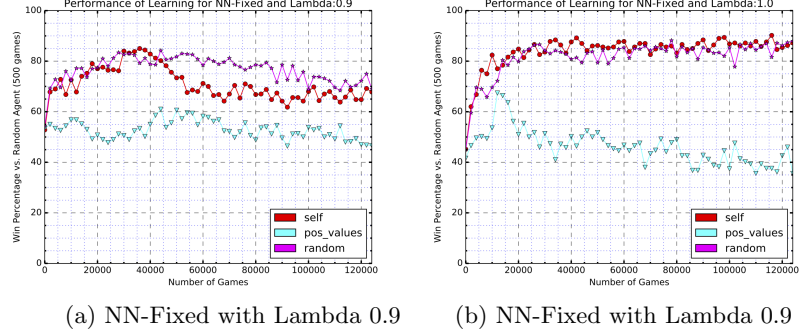 Performance of Learning for NN-Fixed and Lambda:0.9
Win Percentage vs. Random Agent (500 games)
100
80
60
40
20
0
0 20000 40000 60000 80000 100000 120000
Number of Games
self
pos_values
random
(a) NN-Fixed with Lambda 0.9
Performance of Learning for NN-Fixed and Lambda:1.0
Win Percentage vs. Random Agent (500 games)
100
80
60
40
20
0
0 20000 40000 60000 80000 100000 120000
Number of Games
self
pos_values
random
(b) NN-Fixed with Lambda 0.9